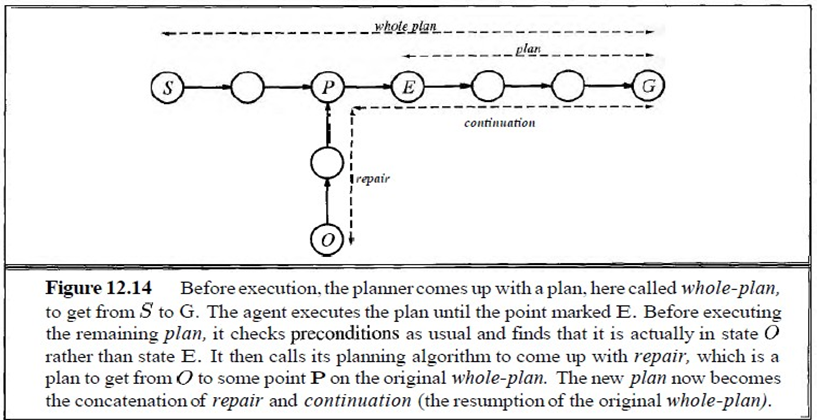 whole plan
plan
S P E G
continuation
repair
O
Figure 12.14 Before execution, the planner comes up with a plan, here called whole-plan,
to get from S to G. The agent executes the plan until the point marked E. Before executing
the remaining plan, it checks preconditions as usual and finds that it is actually in state O
rather than state E. It then calls its planning algorithm to come up with repair, which is a
plan to get from O to some point P on the original whole-plan. The new plan now becomes
the concatenation of repair and continuation (the resumption of the original whole-plan).